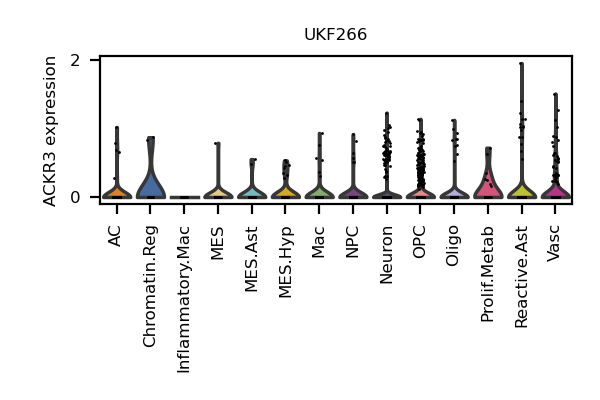 UKF266
ACKR3 expression
2
0
AC
Chromatin.Reg
Inflammatory.Mac
MES
MES.Ast
MES.Hyp
Mac
NPC
Neuron
OPC
Oligo
Prolif.Metab
Reactive.Ast
Vasc